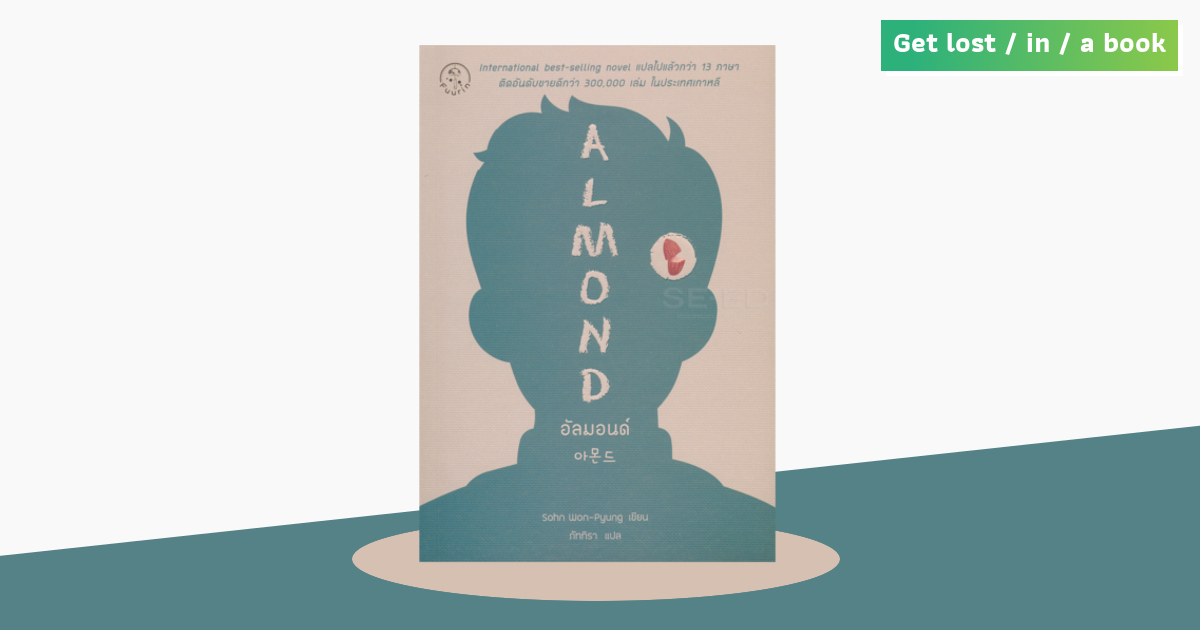 Get lost / in / a book
Fuurin
international best-selling novel แปลไปแล้วกว่า 13 ภาษา
ติดอันดับขายดีกว่า 300,000 เล่ม ในประเทศเกาหลี
A
L
M
O
N
D
อัลมอนด์
아몬드
Sohn Won-Pyung เขียน
ภัททิรา แปล